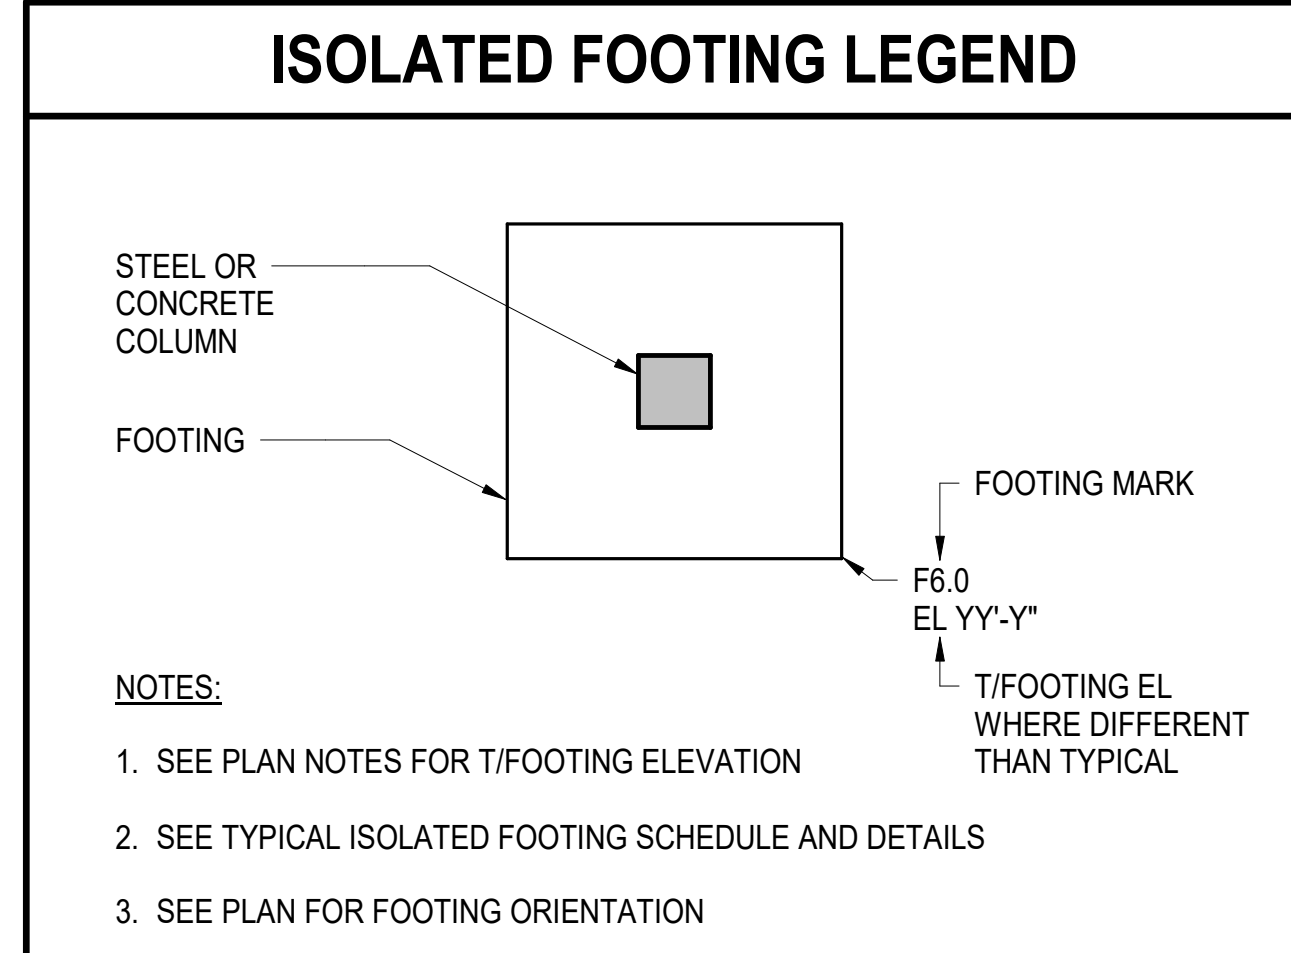 ISOLATED FOOTING LEGEND
STEEL OR
CONCRETE
COLUMN
FOOTING
FOOTING MARK
F6.0
EL YY'-Y"
T/FOOTING EL
WHERE DIFFERENT
THAN TYPICAL
NOTES:
1. SEE PLAN NOTES FOR T/FOOTING ELEVATION
2. SEE TYPICAL ISOLATED FOOTING SCHEDULE AND DETAILS
3. SEE PLAN FOR FOOTING ORIENTATION